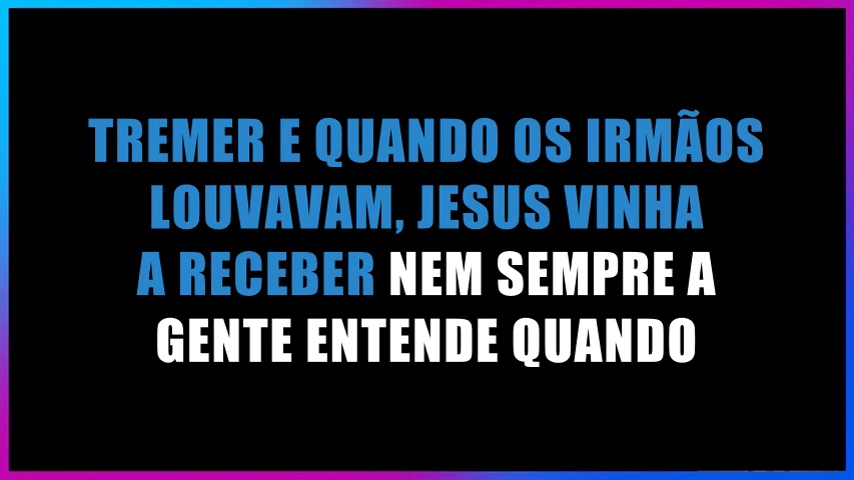 TREMER E QUANDO OS IRMÃOS
LOUVAVAM, JESUS VINHA
A RECEBER NEM SEMPRE A
GENTE ENTENDE QUANDO